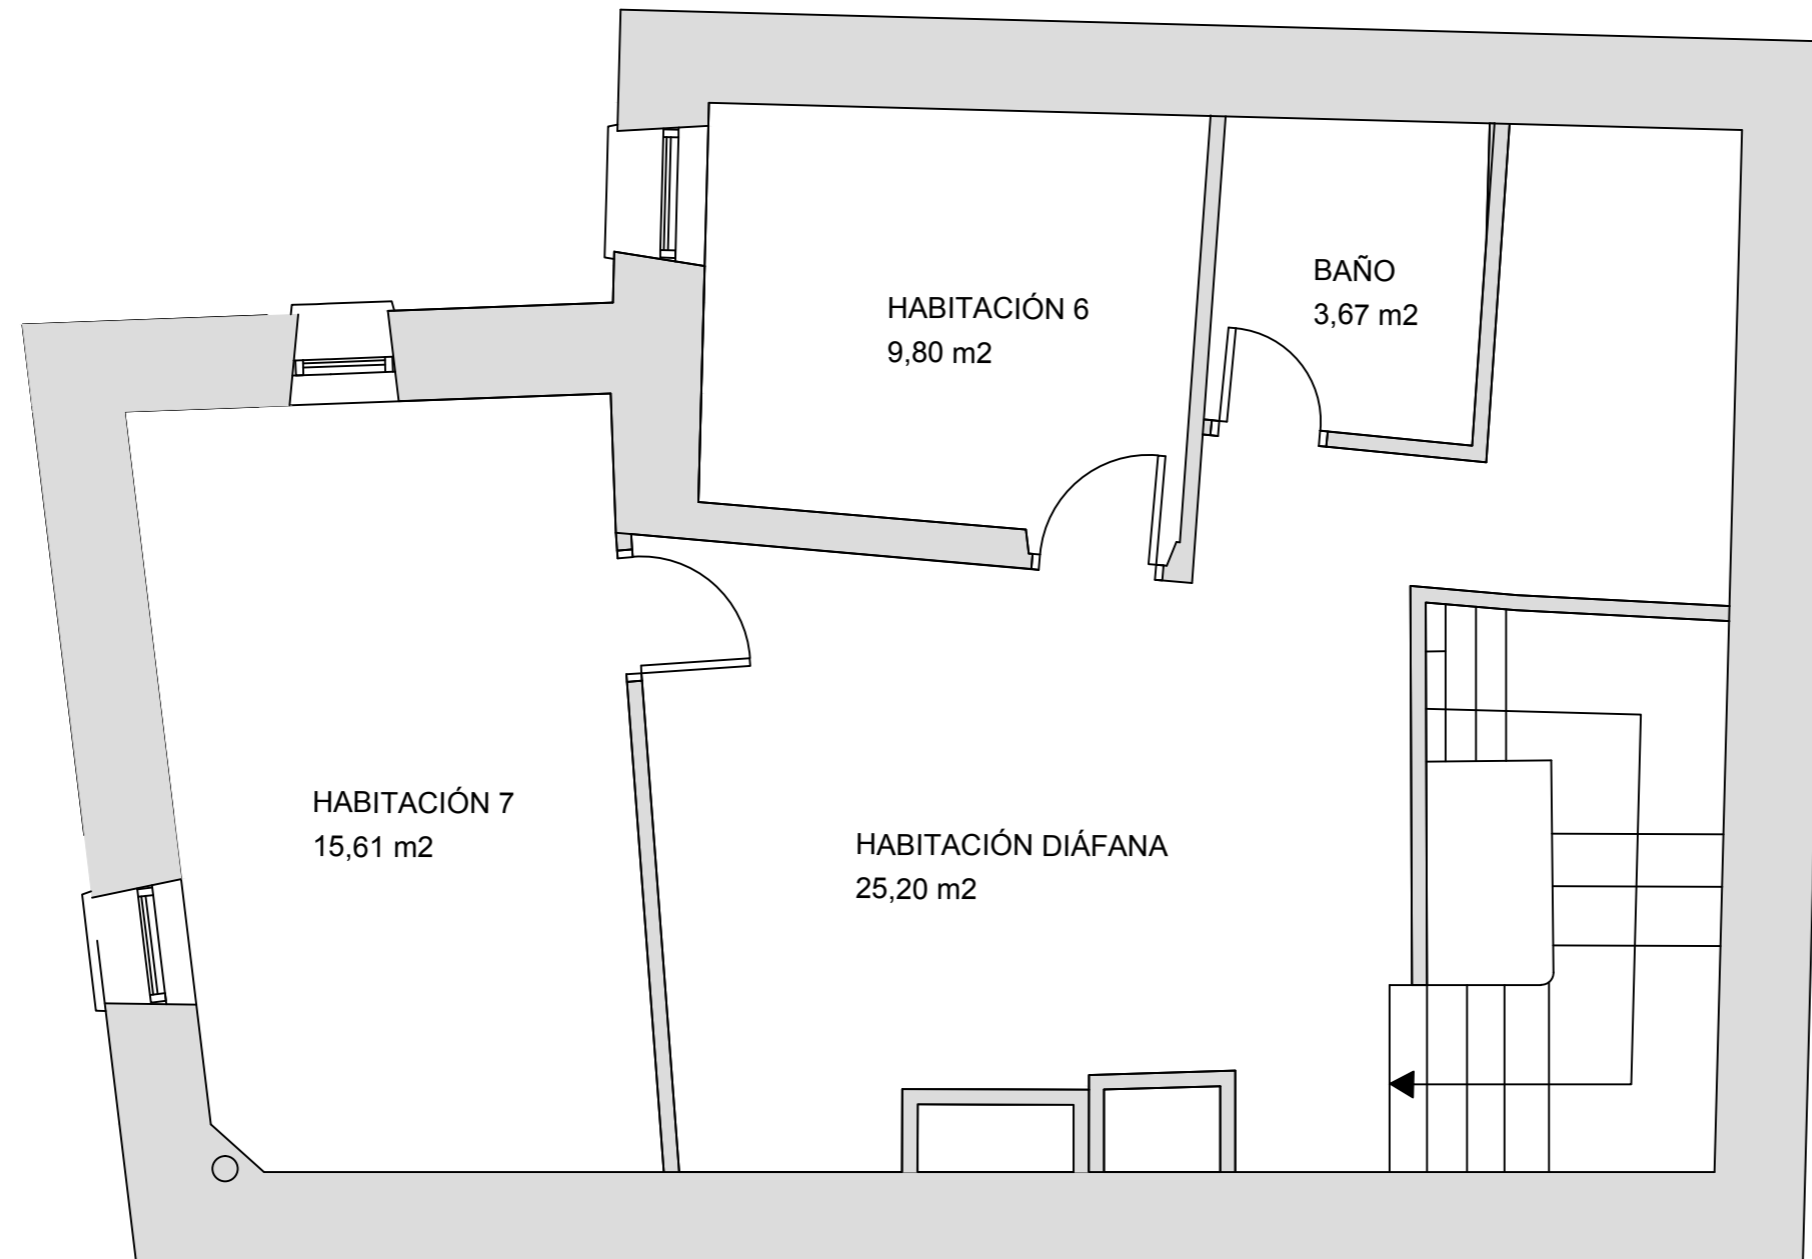 BAÑO
3,67 m2
HABITACIÓN 6
9,80 m2
HABITACIÓN 7
15,61 m2
HABITACIÓN DIÁFANA
25,20 m2